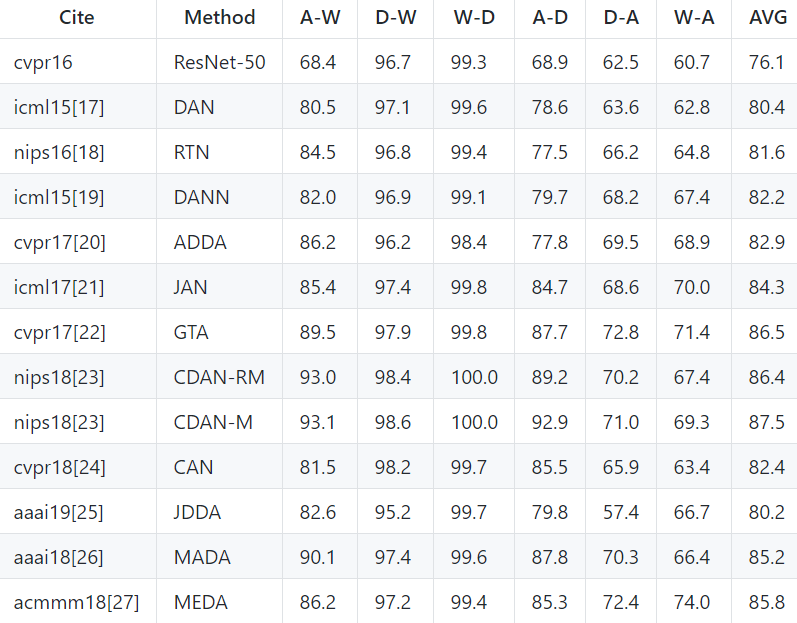 Cite Method A-W D-W W-D A-D D-A W-A AVG
cvpr16 ResNet-50 68.4 96.7 99.3 68.9 62.5 60.7 76.1
icml15[17] DAN 80.5 97.1 99.6 78.6 63.6 62.8 80.4
nips16[18] RTN 84.5 96.8 99.4 77.5 66.2 64.8 81.6
icml15[19] DANN 82.0 96.9 99.1 79.7 68.2 67.4 82.2
cvpr17[20] ADDA 86.2 96.2 98.4 77.8 69.5 68.9 82.9
icml17[21] JAN 85.4 97.4 99.8 84.7 68.6 70.0 84.3
cvpr17[22] GTA 89.5 97.9 99.8 87.7 72.8 71.4 86.5
nips18[23] CDAN-RM 93.0 98.4 100.0 89.2 70.2 67.4 86.4
nips18[23] CDAN-M 93.1 98.6 100.0 92.9 71.0 69.3 87.5
cvpr18[24] CAN 81.5 98.2 99.7 85.5 65.9 63.4 82.4
aaai19[25] JDDA 82.6 95.2 99.7 79.8 57.4 66.7 80.2
aaai18[26] MADA 90.1 97.4 99.6 87.8 70.3 66.4 85.2
acmmm18[27] MEDA 86.2 97.2 99.4 85.3 72.4 74.0 85.8